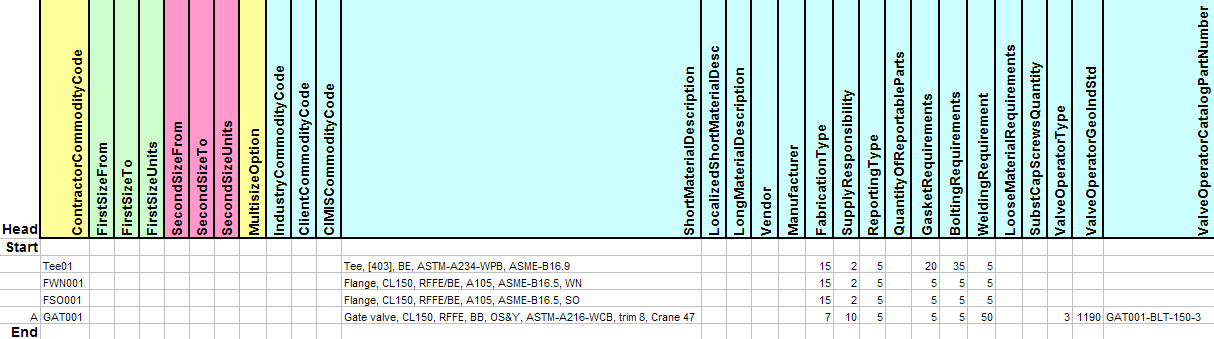 Head ContractorCommodityCode FirstSizeFrom FirstSizeTo FirstSizeUnits SecondSizeFrom SecondSizeTo SecondSizeUnits MultisizeOption IndustryCommodityCode ClientCommodityCode CIMISCommodityCode ShortMaterialDescription LocalizedShortMaterialDesc LongMaterialDescription Vendor Manufacturer FabricationType SupplyResponsibility ReportingType QuantityOfReportableParts GasketRequirements BoltingRequirements WeldingRequirement LooseMaterialRequirements SubstCapScrewsQuantity ValveOperatorType ValveOperatorGeoIndStd ValveOperatorCatalogPartNumber
Start
Tee01 Tee, [403], BE, ASTM-A234-WPB, ASME-B16.9 15 2 5 20 35 5
FWN001 Flange, CL150, RFFE/BE, A105, ASME-B16.5, WN 15 2 5 5 5 5
FSO001 Flange, CL150, RFFE/BE, A105, ASME-B16.5, SO 15 2 5 5 5 5
A GAT001 Gate valve, CL150, RFFE, BB, OS&Y, ASTM-A216-WCB, trim 8, Crane 47 7 10 5 5 5 50 3 1190 GAT001-BLT-150-3
End